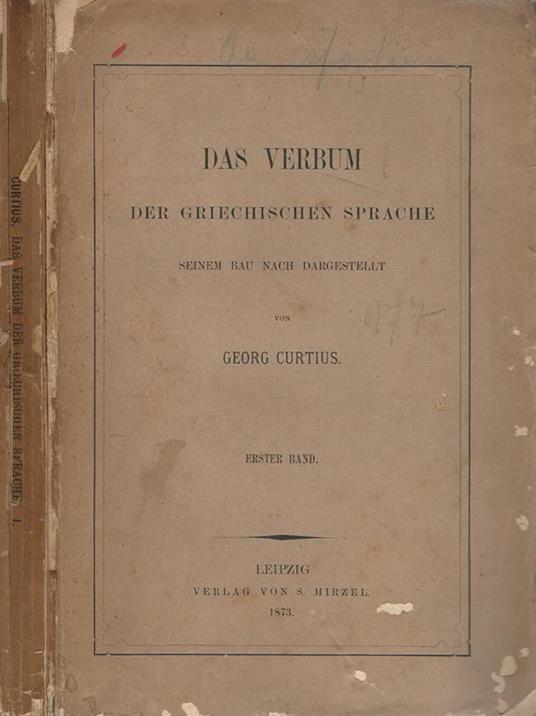 DAS VERBUM
DER GRIECHISCHEN SPRACHE
SEINEM BAU NACH DARGESTELLT
VON
GEORG CURTIUS.
ERSTER BAND.
LEIPZIG
VERLAG VON S. HIRZEL.
1873.
CURTIUS, DAS VERBUM DER GRIECHISCHEN SPRACHE, I.
977